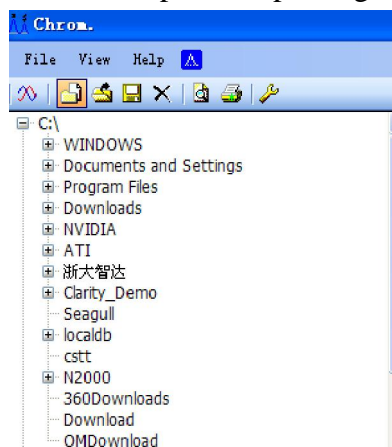 Chrom.
File View Help
C:\
WINDOWS
Documents and Settings
Program Files
Downloads
NVIDIA
ATI
浙大智达
Clarity_Demo
Seagull
localdb
cstt
N2000
360Downloads
Download
OMDownload